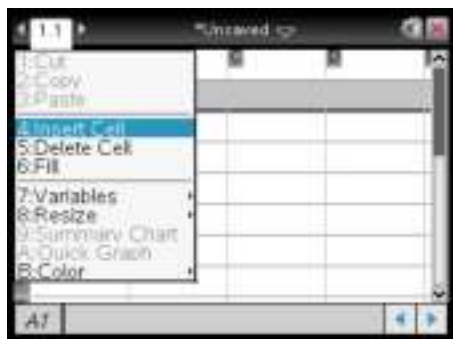 1.1 *Unsaved
1:Cut
2:Copy
3:Paste
4:Insert Cell
5:Delete Cell
6:Fill
7:Variables
8:Resize
9:Summary Chart
A:Quick Graph
B:Color
A1